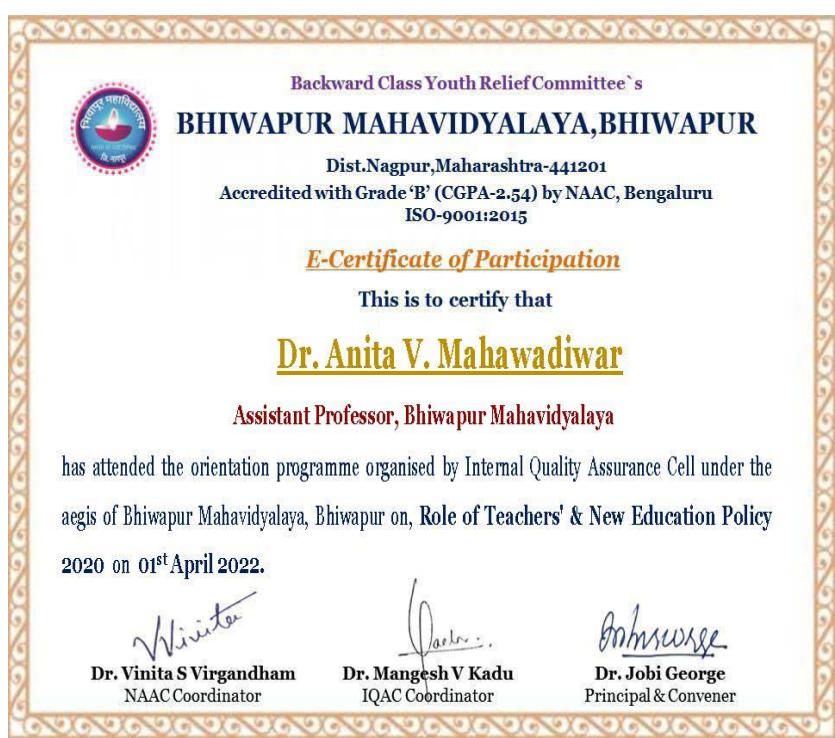 Backward Class Youth Relief Committee`s
भिवापूर महाविद्यालय
जि. नागपूर
BHIWAPUR MAHAVIDYALAYA,BHIWAPUR
Dist.Nagpur,Maharashtra-441201
Accredited with Grade ‘B’ (CGPA-2.54) by NAAC, Bengaluru
ISO-9001:2015
E-Certificate of Participation
This is to certify that
Dr. Anita V. Mahawadiwar
Assistant Professor, Bhiwapur Mahavidyalaya
has attended the orientation programme organised by Internal Quality Assurance Cell under the
aegis of Bhiwapur Mahavidyalaya, Bhiwapur on, Role of Teachers' & New Education Policy
2020 on 01st April 2022.
Dr. Vinita S Virgandham Dr. Mangesh V Kadu Dr. Jobi George
NAAC Coordinator IQAC Coordinator Principal & Convener